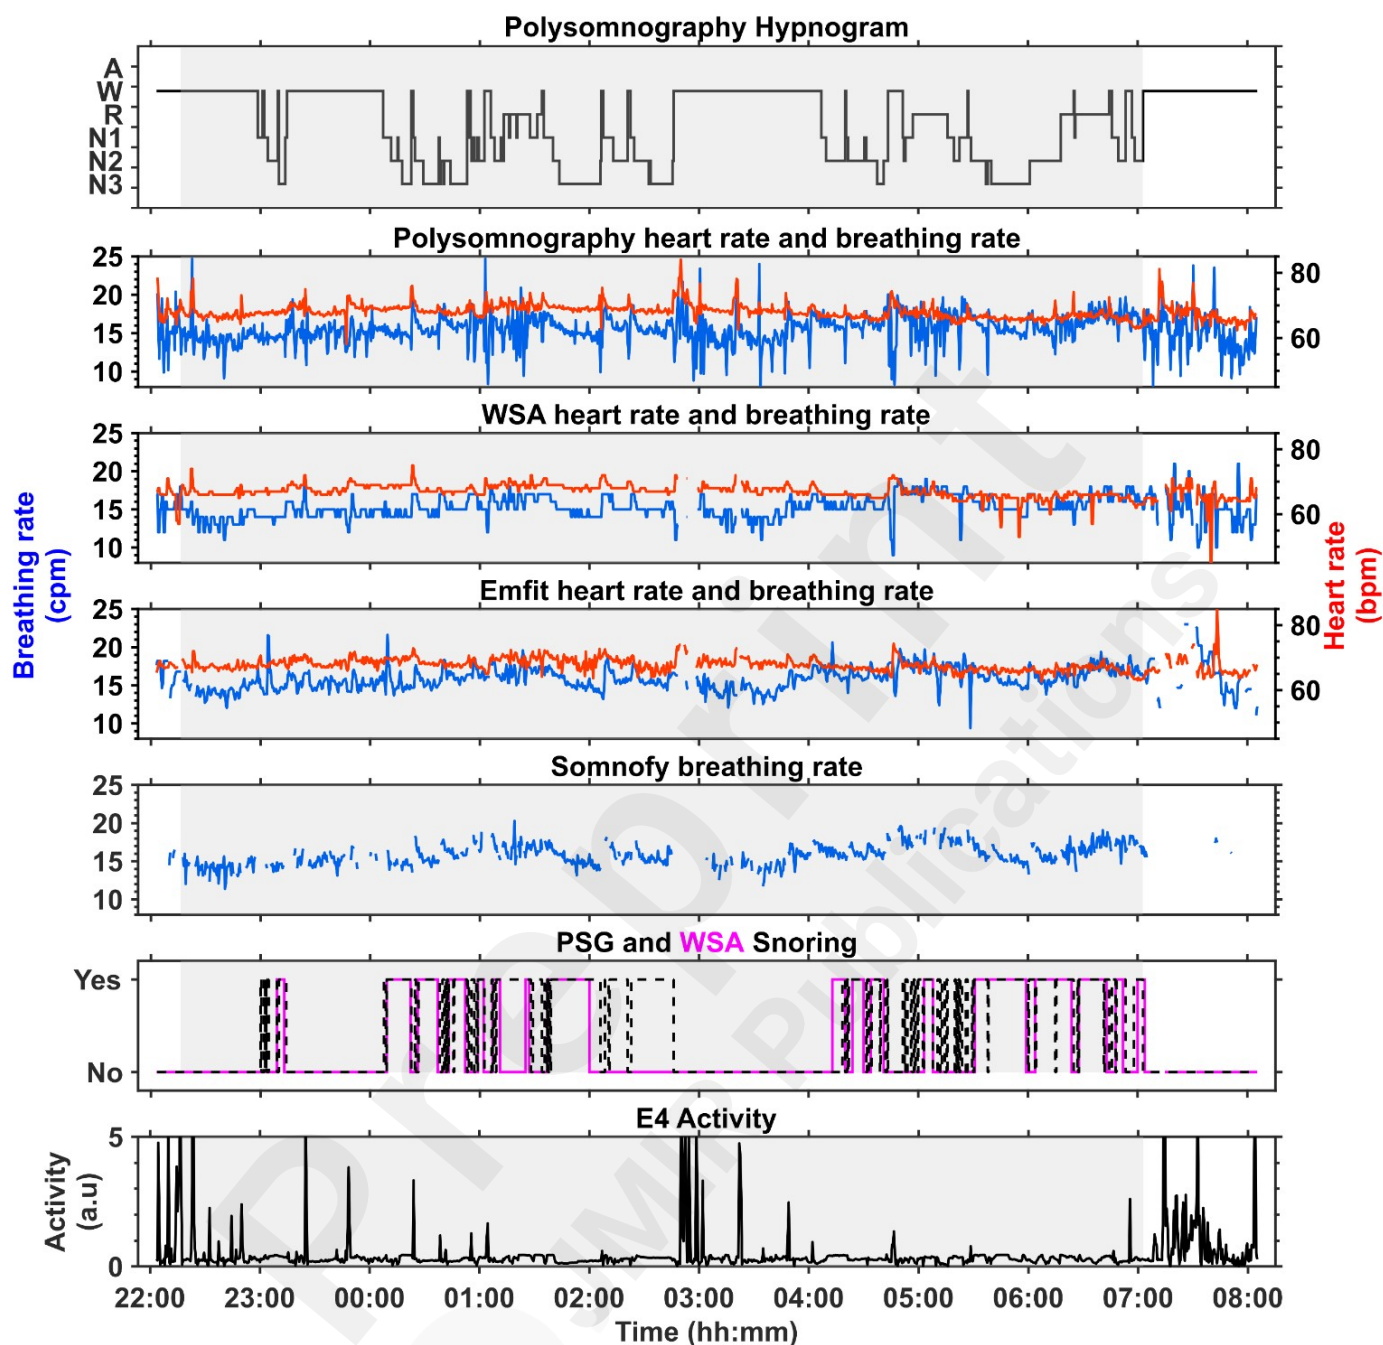 Polysomnography Hypnogram
A
W
R
N1
N2
N3
Polysomnography heart rate and breathing rate
25
20
15
10
80
60
WSA heart rate and breathing rate
25
20
15
10
80
60
Breathing rate
(cpm)
Heart rate
(bpm)
Emfit heart rate and breathing rate
25
20
15
10
80
60
Somnofy breathing rate
25
20
15
10
PSG and WSA Snoring
Yes
No
E4 Activity
Activity
(a.u)
5
0
22:00 23:00 00:00 01:00 02:00 03:00 04:00 05:00 06:00 07:00 08:00
Time (hh:mm)
Preprint
JMIR Publications